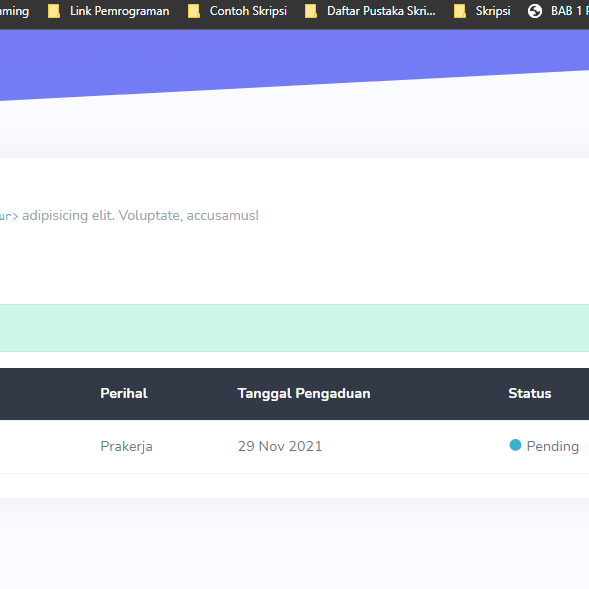 mming Link Pemrograman Contoh Skripsi Daftar Pustaka Skri... Skripsi BAB 1 P
ur> adipisicing elit. Voluptate, accusamus!
Perihal Tanggal Pengaduan Status
Prakerja 29 Nov 2021 Pending